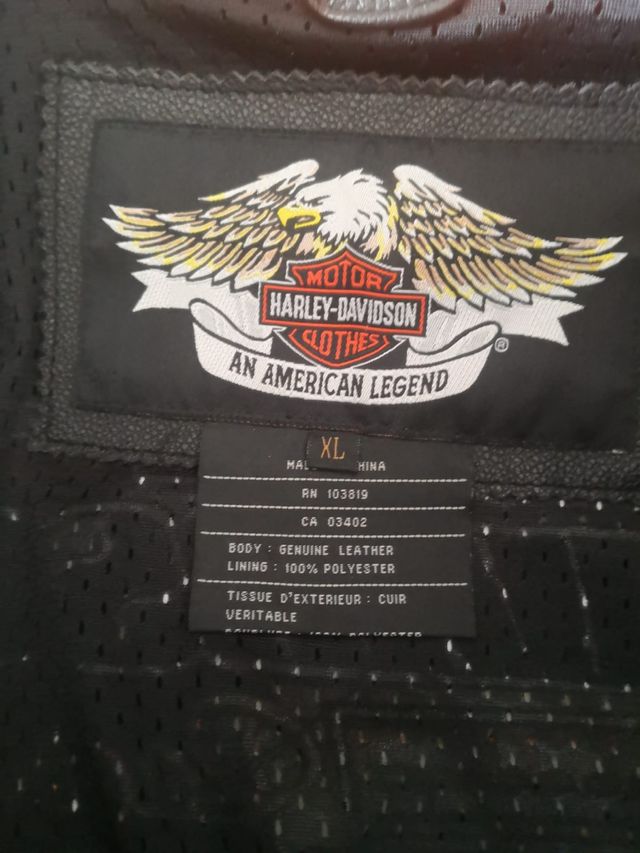 MOTOR
HARLEY-DAVIDSON
CLOTHES
®
AN AMERICAN LEGEND
XL
RN 103819
CA 03402
BODY : GENUINE LEATHER
LINING : 100% POLYESTER
TISSUE D'EXTERIEUR : CUIR
VERITABLE